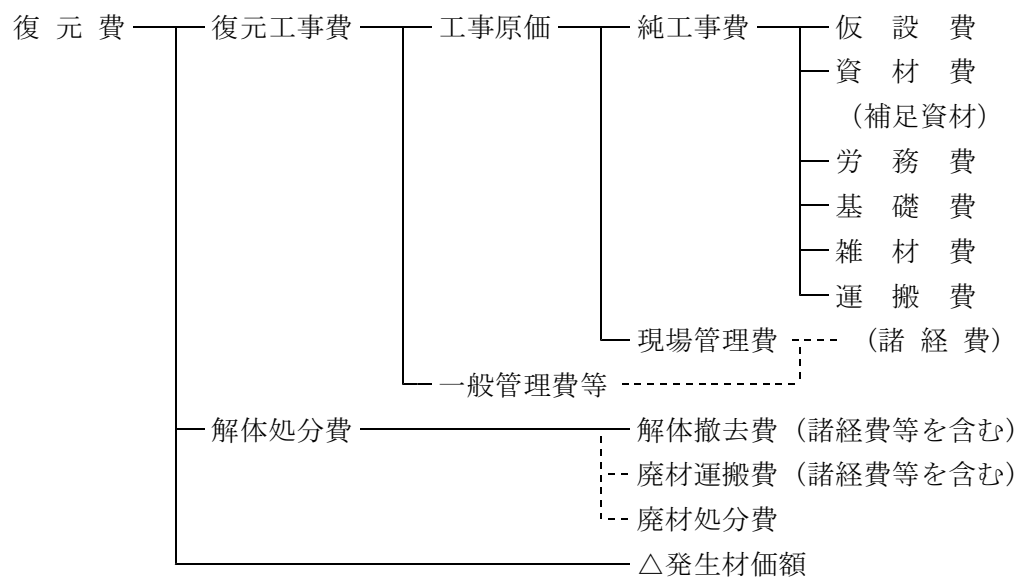 復元費 復元工事費 工事原価 純工事費 仮設費
資材費
（補足資材）
労務費
基礎費
雑材費
運搬費
現場管理費 （諸経費）
一般管理費等
解体処分費 解体撤去費（諸経費等を含む）
廃材運搬費（諸経費等を含む）
廃材処分費
△発生材価額